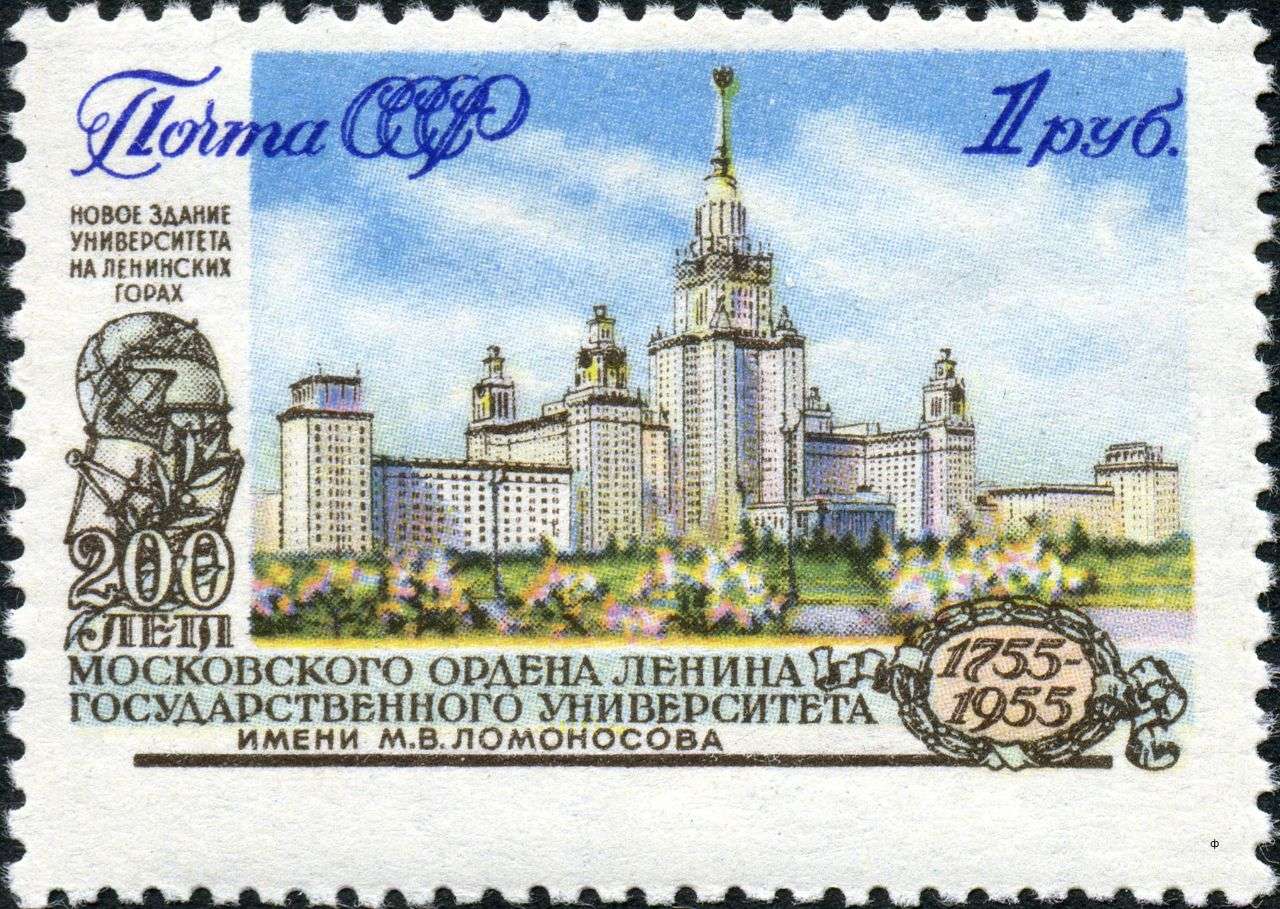 Почта СССР
1 руб.
НОВОЕ ЗДАНИЕ
УНИВЕРСИТЕТА
НА ЛЕНИНСКИХ
ГОРАХ
200
ЛЕТ
МОСКОВСКОГО ОРДЕНА ЛЕНИНА
ГОСУДАРСТВЕННОГО УНИВЕРСИТЕТА
ИМЕНИ М.В.ЛОМОНОСОВА
1755-
1955
ф